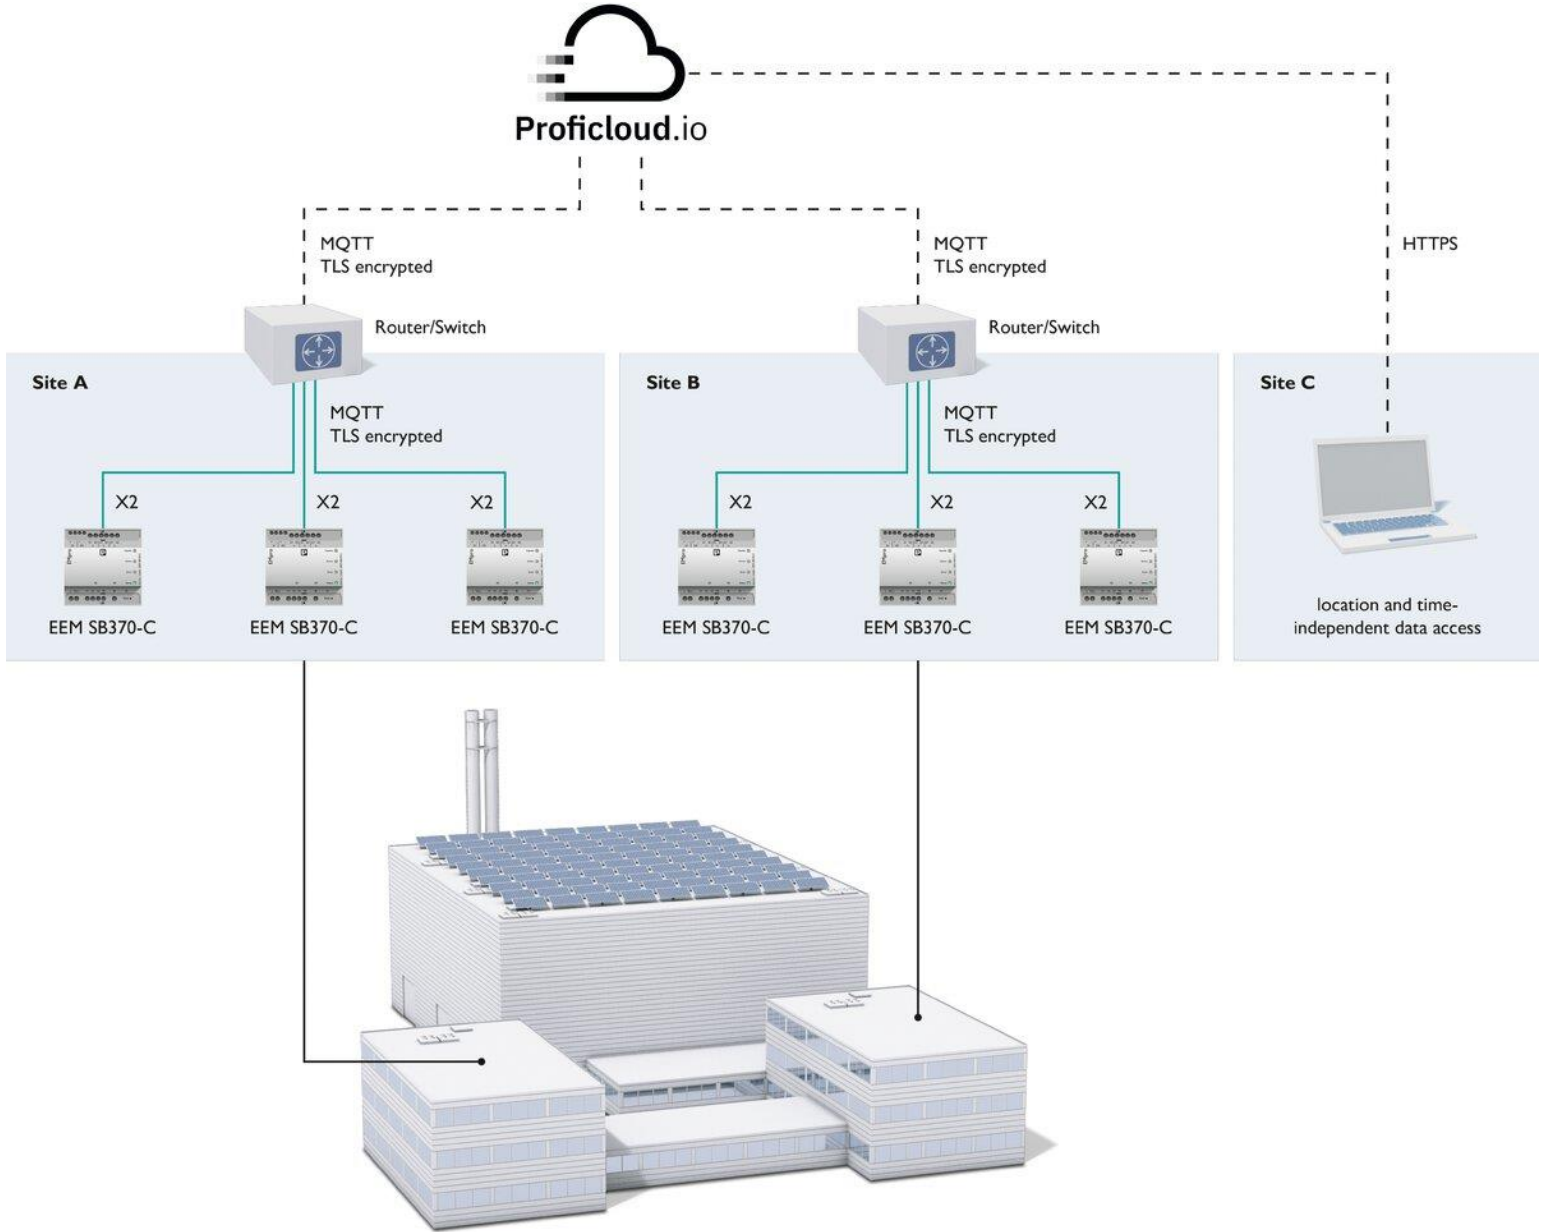 Proficloud.io
MQTT
TLS encrypted
MQTT
TLS encrypted
HTTPS
Router/Switch
Router/Switch
Site A
Site B
Site C
MQTT
TLS encrypted
MQTT
TLS encrypted
X2
X2
X2
X2
X2
X2
EEM SB370-C
EEM SB370-C
EEM SB370-C
EEM SB370-C
EEM SB370-C
EEM SB370-C
location and time-
independent data access